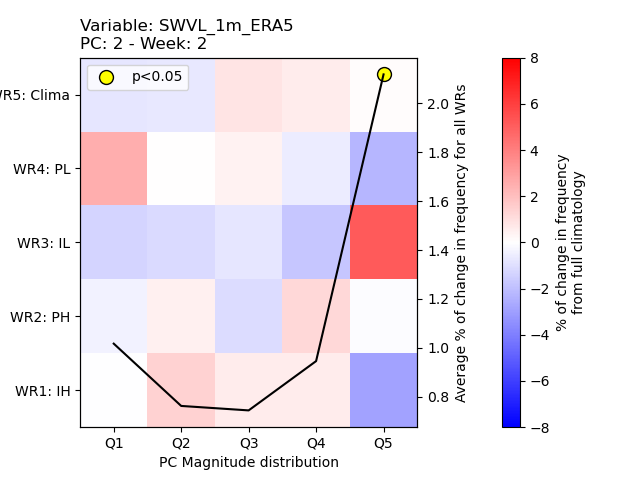 Variable: SWVL_1m_ERA5
PC: 2 - Week: 2
p<0.05
WR5: Clima
WR4: PL
WR3: IL
WR2: PH
WR1: IH
Q1 Q2 Q3 Q4 Q5
PC Magnitude distribution
2.0
1.8
1.6
1.4
1.2
1.0
0.8
Average % of change in frequency for all WRs
8
6
4
2
0
−2
−4
−6
−8
% of change in frequency
from full climatology